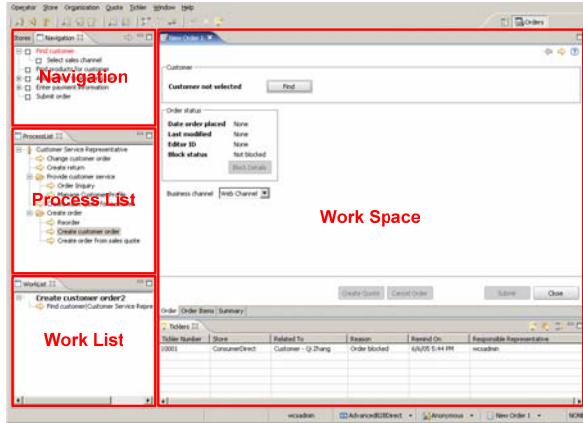 Operator Store Organization Quote Tickler Window Help
Orders
Stores Navigation
Find customer
Select sales channel
Find products for customer
Enter payment information
Submit order
Navigation
ProcessList
Customer Service Representative
Change customer order
Create return
Provide customer service
Order Inquiry
Create order
Reorder
Create customer order
Create order from sales quote
Process List
WorkList
Create customer order2
Find customer(Customer Service Repre
Work List
New Order 1
Customer
Customer not selected Find
Order status
Date order placed None
Last modified None
Editor ID None
Block status Not blocked
Block Details
Business channel Web Channel
Work Space
Create Quote Cancel Order Submit Close
Order Order Items Summary
Ticklers
Tickler Number Store Related To Reason Remind On Responsible Representative
10001 ConsumerDirect Customer - Qi Zhang Order blocked 6/6/05 5:44 PM wcsadmin
wcsadmin AdvancedB2BDirect Anonymous New Order 1 NONE